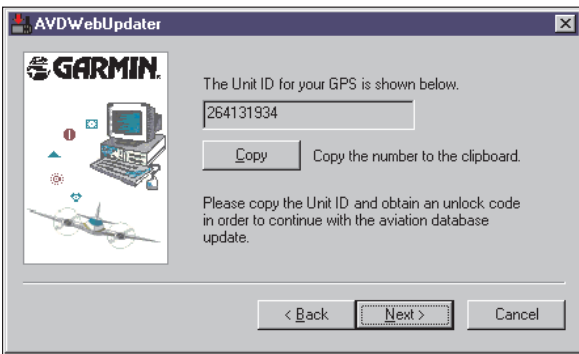 AVDWebUpdater
GARMIN.
The Unit ID for your GPS is shown below.
264131934
Copy
Copy the number to the clipboard.
Please copy the Unit ID and obtain an unlock code
in order to continue with the aviation database
update.
< Back
Next >
Cancel